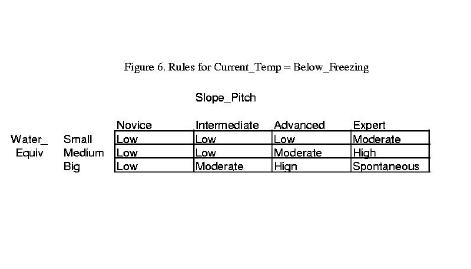 Figure 6. Rules for Current_Temp = Below_Freezing
Slope_Pitch
Novice Intermediate Advanced Expert
Water_ Small Low Low Low Moderate
Equiv Medium Low Low Moderate High
Big Low Moderate High Spontaneous